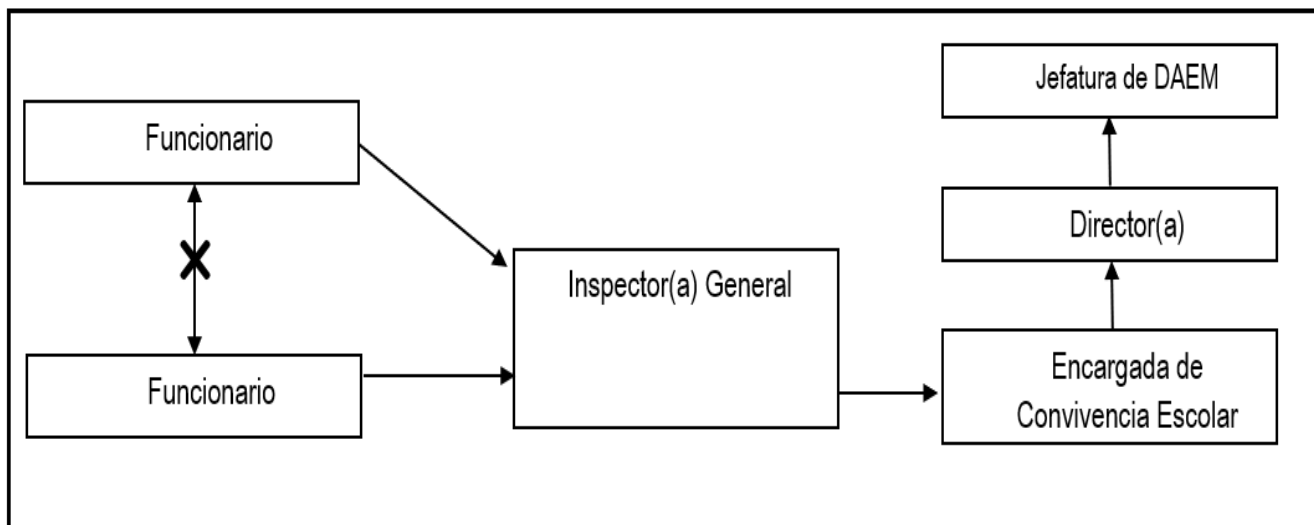 Funcionario
Funcionario
Inspector(a) General
Jefatura de DAEM
Director(a)
Encargada de
Convivencia Escolar